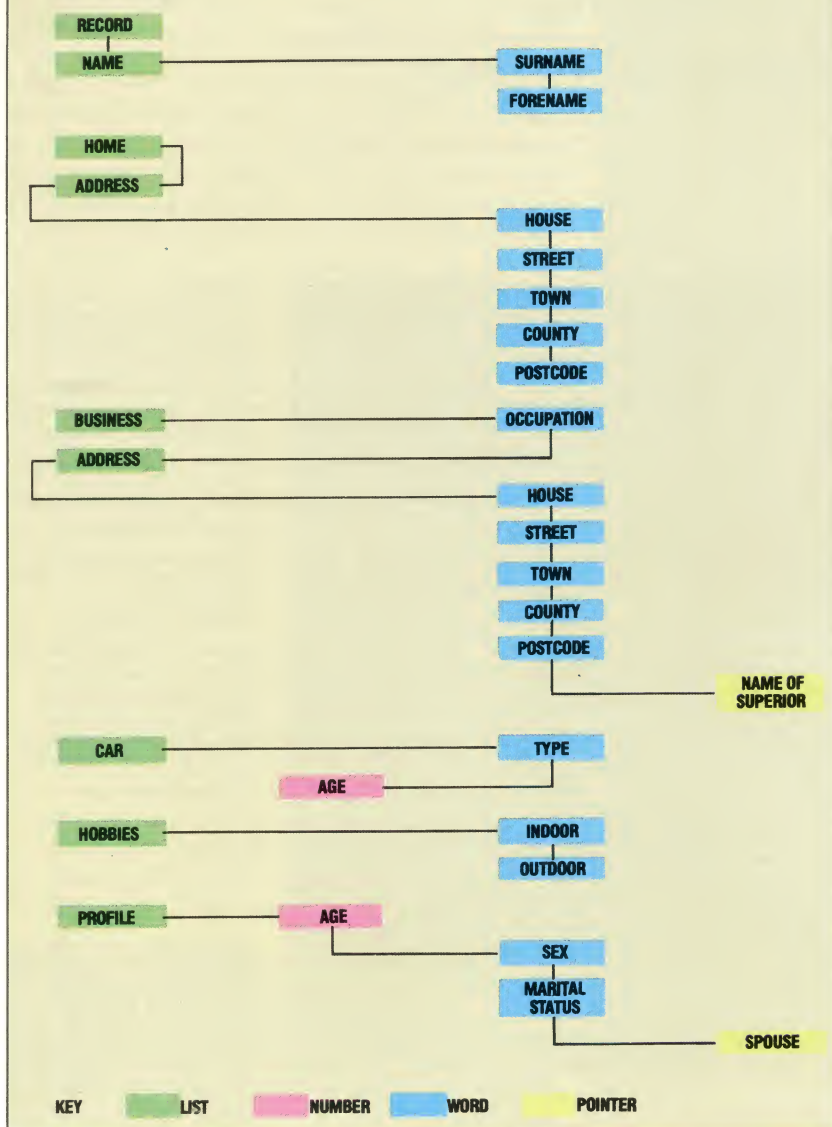 RECORD
NAME
SURNAME
FORENAME
HOME
ADDRESS
HOUSE
STREET
TOWN
COUNTY
POSTCODE
BUSINESS
OCCUPATION
ADDRESS
HOUSE
STREET
TOWN
COUNTY
POSTCODE
NAME OF
SUPERIOR
CAR
TYPE
AGE
HOBBIES
INDOOR
OUTDOOR
PROFILE
AGE
SEX
MARITAL
STATUS
SPOUSE
KEY LIST NUMBER WORD POINTER